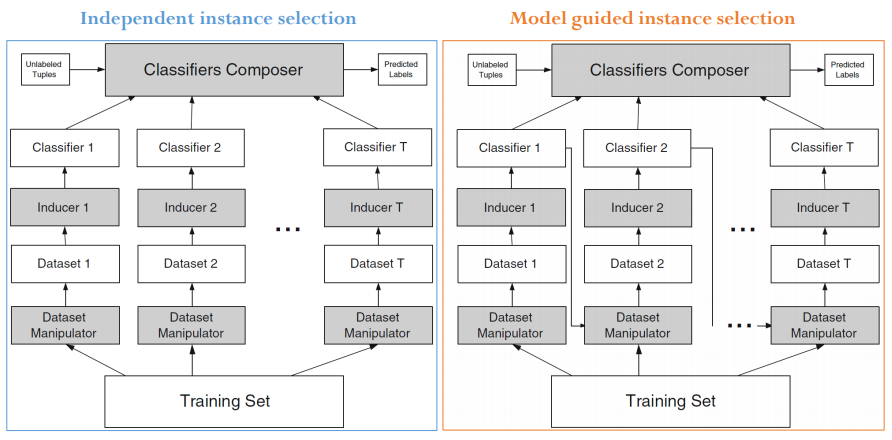 Independent instance selection
Unlabeled
Tuples
Classifiers Composer
Predicted
Labels
Classifier 1
Classifier 2
Classifier T
Inducer 1
Inducer 2
Inducer T
...
Dataset 1
Dataset 2
Dataset T
Dataset
Manipulator
Dataset
Manipulator
Dataset
Manipulator
Training Set
Model guided instance selection
Unlabeled
Tuples
Classifiers Composer
Predicted
Labels
Classifier 1
Classifier 2
Classifier T
Inducer 1
Inducer 2
Inducer T
...
Dataset 1
Dataset 2
Dataset T
Dataset
Manipulator
Dataset
Manipulator
...
Dataset
Manipulator
Training Set